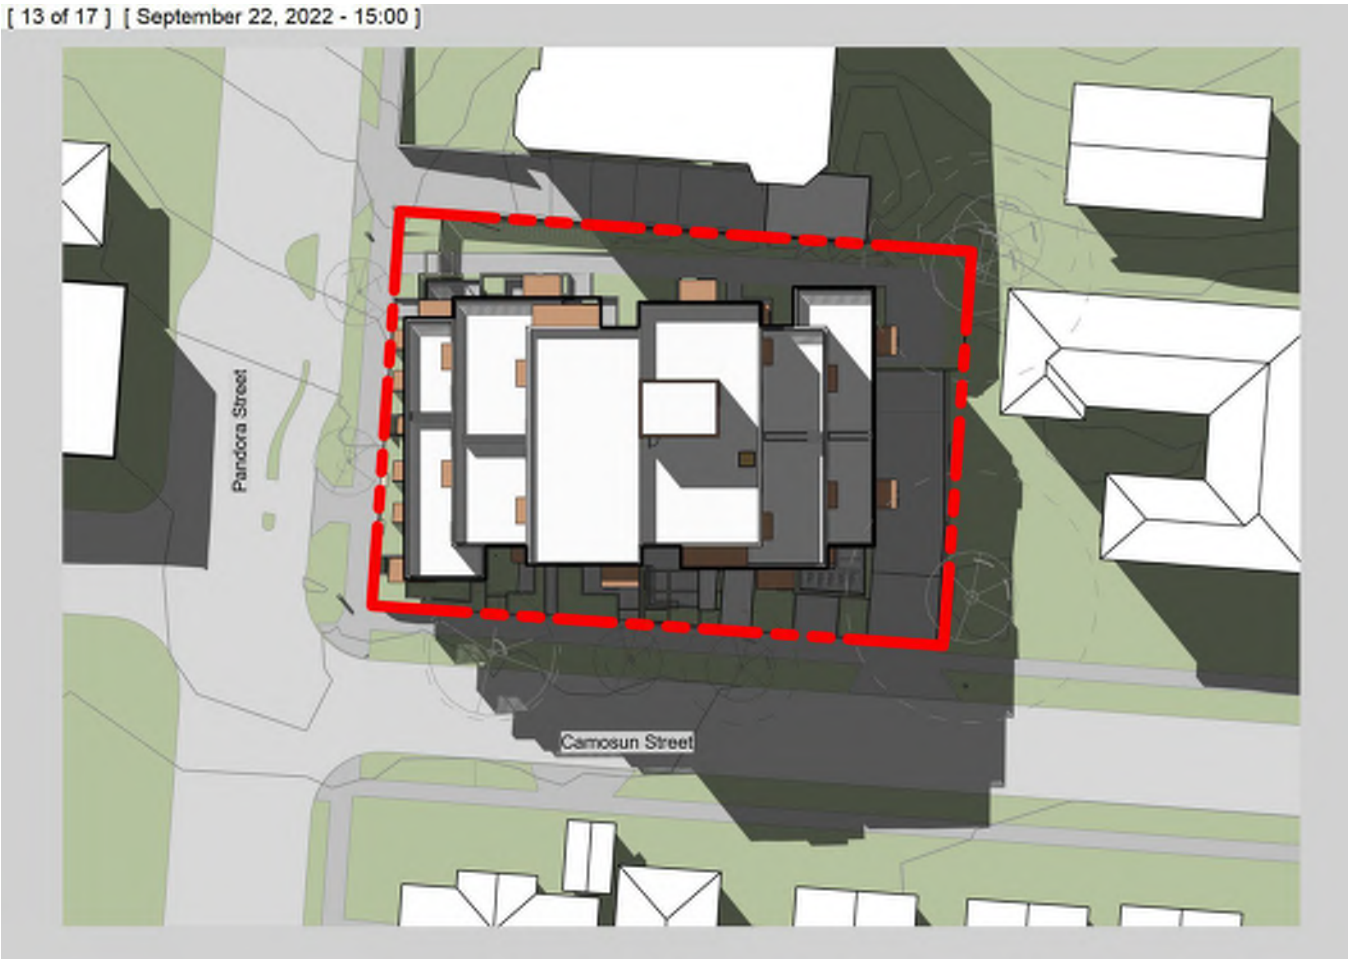 [ 13 of 17 ] [ September 22, 2022 - 15:00 ]
Pandora Street
Camosun Street